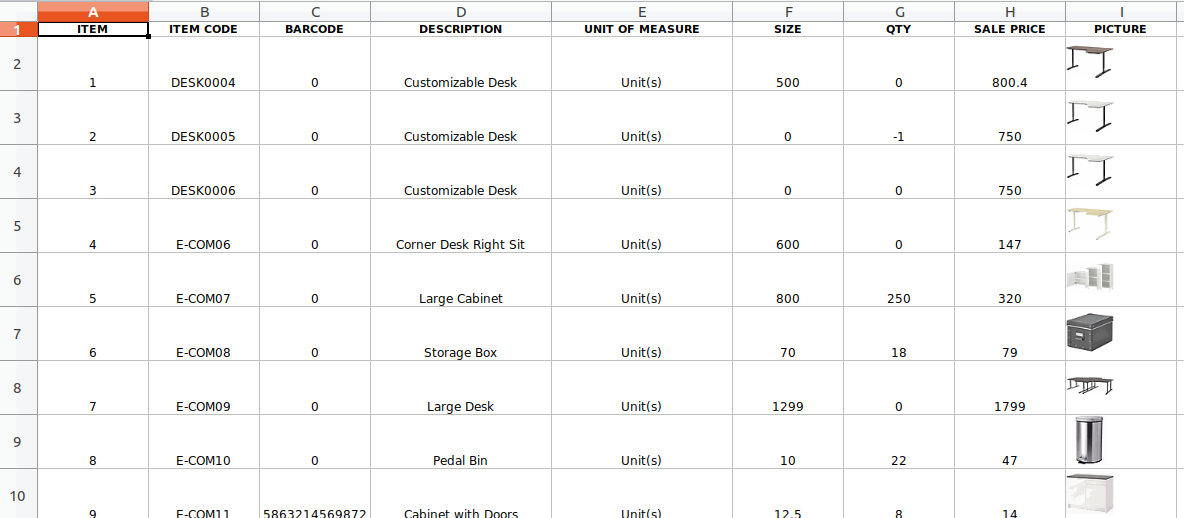 A B C D E F G H I
1 ITEM ITEM CODE BARCODE DESCRIPTION UNIT OF MEASURE SIZE QTY SALE PRICE PICTURE
2 1 DESK0004 0 Customizable Desk Unit(s) 500 0 800.4
3 2 DESK0005 0 Customizable Desk Unit(s) 0 -1 750
4 3 DESK0006 0 Customizable Desk Unit(s) 0 0 750
5 4 E-COM06 0 Corner Desk Right Sit Unit(s) 600 0 147
6 5 E-COM07 0 Large Cabinet Unit(s) 800 250 320
7 6 E-COM08 0 Storage Box Unit(s) 70 18 79
8 7 E-COM09 0 Large Desk Unit(s) 1299 0 1799
9 8 E-COM10 0 Pedal Bin Unit(s) 10 22 47
10 9 E-COM11 5863214569872 Cabinet with Doors Unit(s) 12.5 8 14